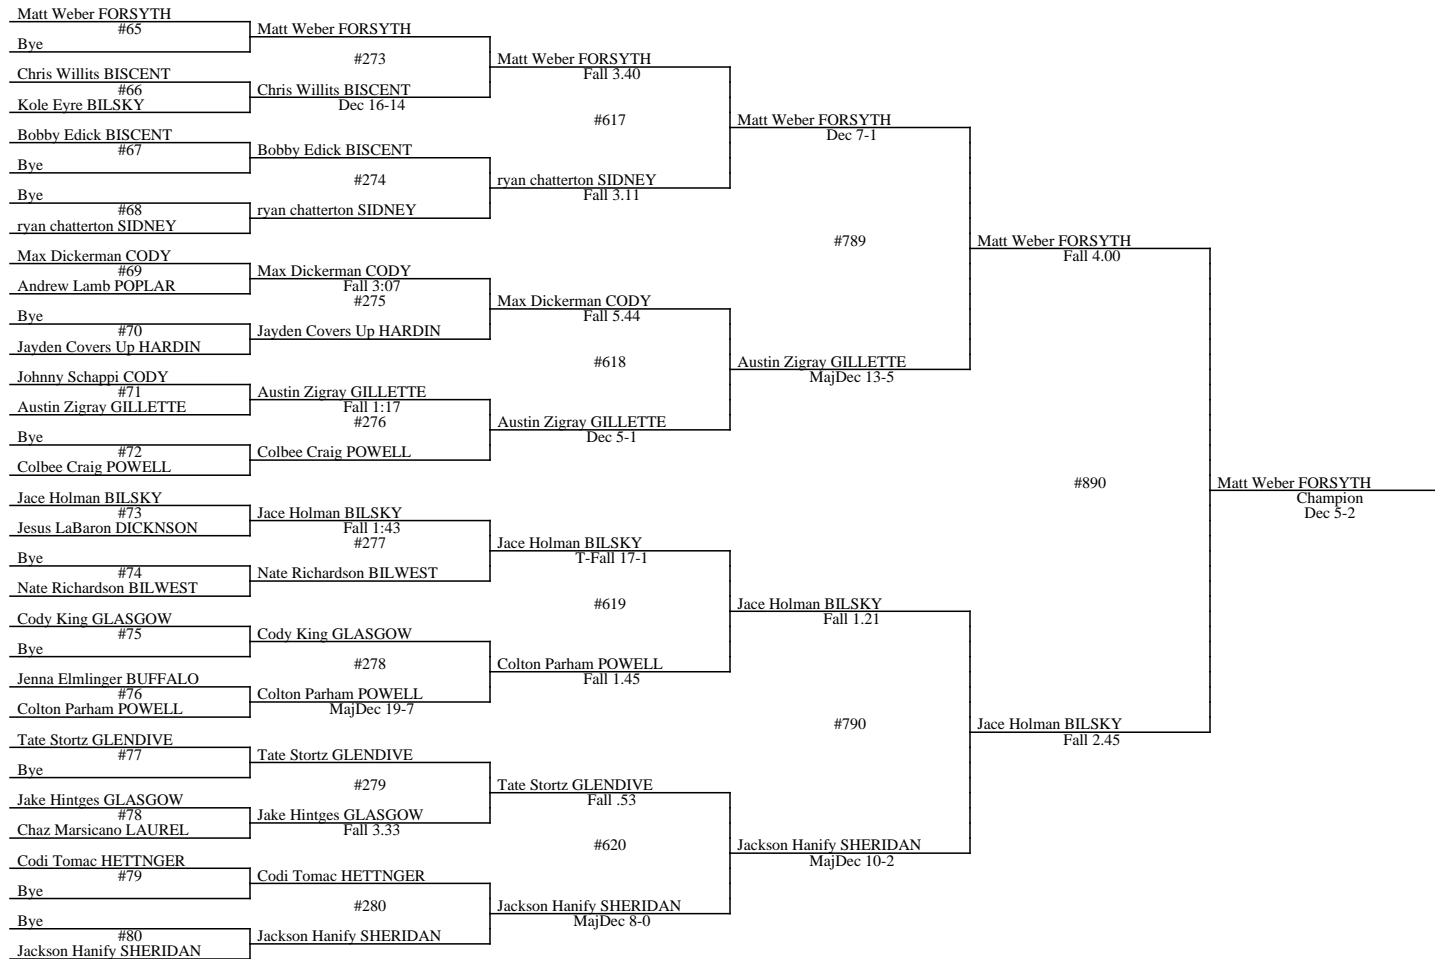 Matt Weber FORSYTH
#65
Bye
Chris Willits BISCENT
#66
Kole Eyre BILSKY
Bobby Edick BISCENT
#67
Bye
Bye
#68
ryan chatterton SIDNEY
Max Dickerman CODY
#69
Andrew Lamb POPLAR
Bye
#70
Jayden Covers Up HARDIN
Johnny Schappi CODY
#71
Austin Zigray GILLETTE
Bye
#72
Colbee Craig POWELL
Jace Holman BILSKY
#73
Jesus LaBaron DICKNSON
Bye
#74
Nate Richardson BILWEST
Cody King GLASGOW
#75
Bye
Jenna Elmlinger BUFFALO
#76
Colton Parham POWELL
Tate Stortz GLENDIVE
#77
Bye
Jake Hintges GLASGOW
#78
Chaz Marsicano LAUREL
Codi Tomac HETTNGER
#79
Bye
Bye
#80
Jackson Hanify SHERIDAN
Matt Weber FORSYTH
#273
Chris Willits BISCENT
Dec 16-14
Bobby Edick BISCENT
#274
ryan chatterton SIDNEY
Max Dickerman CODY
Fall 3:07
#275
Jayden Covers Up HARDIN
Austin Zigray GILLETTE
Fall 1:17
#276
Colbee Craig POWELL
Jace Holman BILSKY
Fall 1:43
#277
Nate Richardson BILWEST
Cody King GLASGOW
#278
Colton Parham POWELL
MajDec 19-7
Tate Stortz GLENDIVE
#279
Jake Hintges GLASGOW
Fall 3.33
Codi Tomac HETTNGER
#280
Jackson Hanify SHERIDAN
Matt Weber FORSYTH
Fall 3.40
#617
ryan chatterton SIDNEY
Fall 3.11
Max Dickerman CODY
Fall 5.44
#618
Austin Zigray GILLETTE
Dec 5-1
Jace Holman BILSKY
T-Fall 17-1
#619
Colton Parham POWELL
Fall 1.45
Tate Stortz GLENDIVE
Fall .53
#620
Jackson Hanify SHERIDAN
MajDec 8-0
Matt Weber FORSYTH
Dec 7-1
#789
Austin Zigray GILLETTE
MajDec 13-5
Jace Holman BILSKY
Fall 1.21
#790
Jackson Hanify SHERIDAN
MajDec 10-2
Matt Weber FORSYTH
Fall 4.00
#890
Jace Holman BILSKY
Fall 2.45
Matt Weber FORSYTH
Champion
Dec 5-2